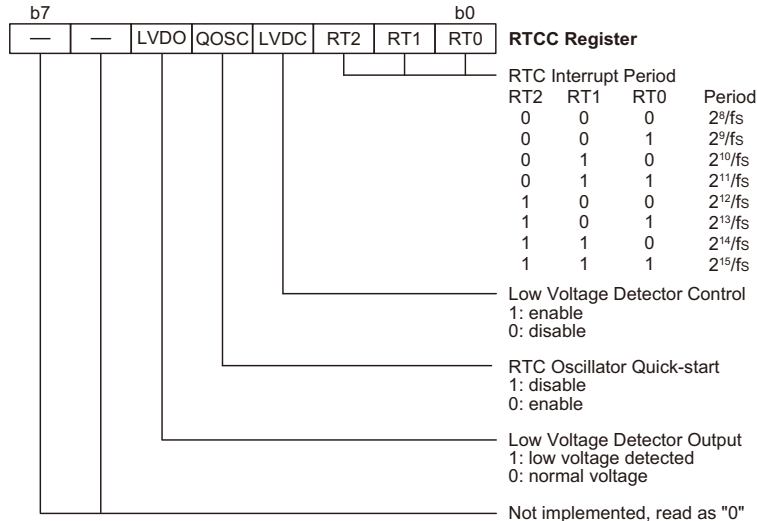 b7 b0
— — LVDO QOSC LVDC RT2 RT1 RT0 RTCC Register
RTC Interrupt Period
RT2 RT1 RT0 Period
0 0 0 2⁸/fs
0 0 1 2⁹/fs
0 1 0 2¹⁰/fs
0 1 1 2¹¹/fs
1 0 0 2¹²/fs
1 0 1 2¹³/fs
1 1 0 2¹⁴/fs
1 1 1 2¹⁵/fs
Low Voltage Detector Control
1: enable
0: disable
RTC Oscillator Quick-start
1: disable
0: enable
Low Voltage Detector Output
1: low voltage detected
0: normal voltage
Not implemented, read as "0"